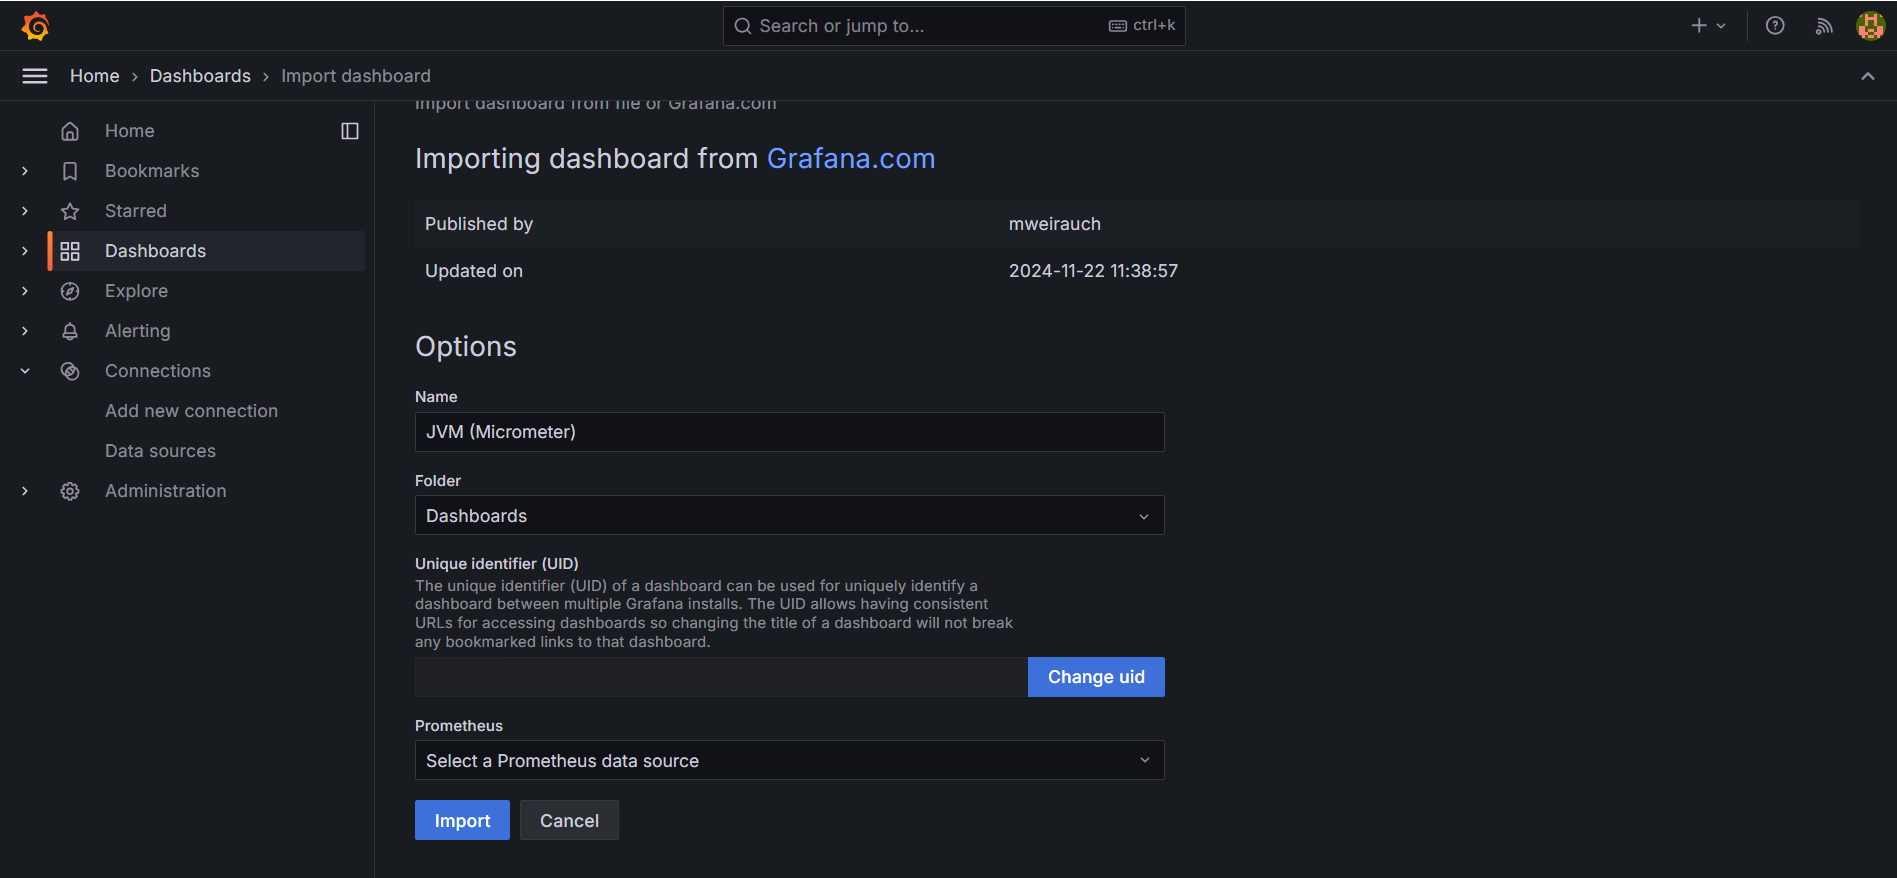 Search or jump to...
ctrl+k
Home
Dashboards
Import dashboard
Import dashboard from file or Grafana.com
Home
Bookmarks
Starred
Dashboards
Explore
Alerting
Connections
Add new connection
Data sources
Administration
Importing dashboard from Grafana.com
Published by
mweirauch
Updated on
2024-11-22 11:38:57
Options
Name
JVM (Micrometer)
Folder
Dashboards
Unique identifier (UID)
The unique identifier (UID) of a dashboard can be used for uniquely identify a
dashboard between multiple Grafana installs. The UID allows having consistent
URLs for accessing dashboards so changing the title of a dashboard will not break
any bookmarked links to that dashboard.
Change uid
Prometheus
Select a Prometheus data source
Import
Cancel